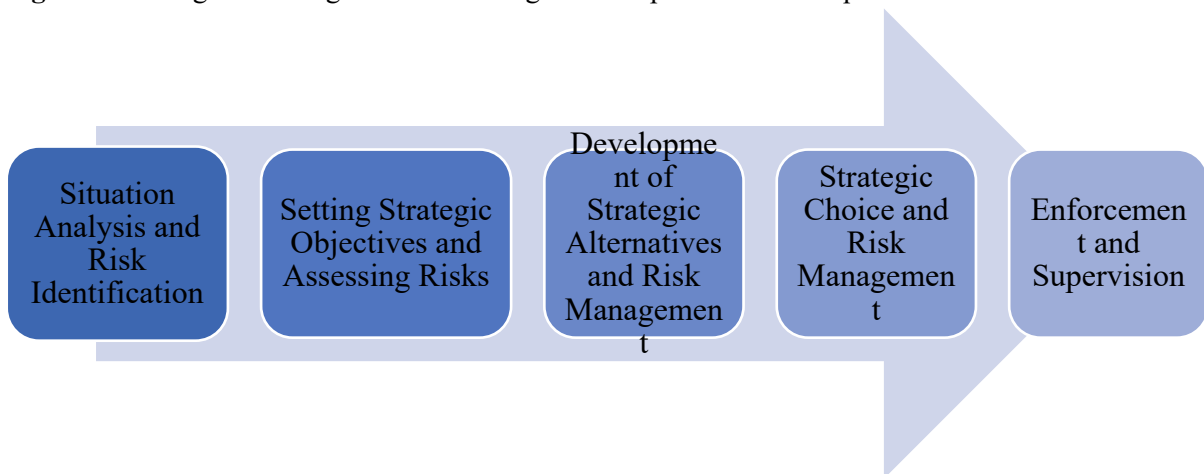 Situation
Analysis and
Risk
Identification
Setting Strategic
Objectives and
Assessing Risks
Developme
nt of
Strategic
Alternatives
and Risk
Managemen
t
Strategic
Choice and
Risk
Managemen
t
Enforcemen
t and
Supervision